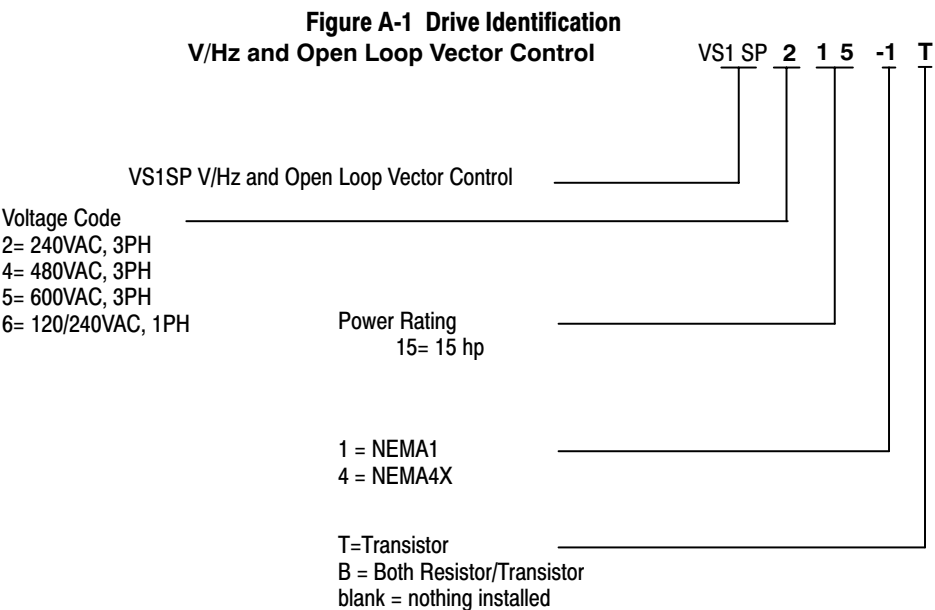 Figure A-1 Drive Identification
V/Hz and Open Loop Vector Control
VS1 SP 2 1 5 -1 T
VS1SP V/Hz and Open Loop Vector Control
Voltage Code
2= 240VAC, 3PH
4= 480VAC, 3PH
5= 600VAC, 3PH
6= 120/240VAC, 1PH
Power Rating
15= 15 hp
1 = NEMA1
4 = NEMA4X
T=Transistor
B = Both Resistor/Transistor
blank = nothing installed